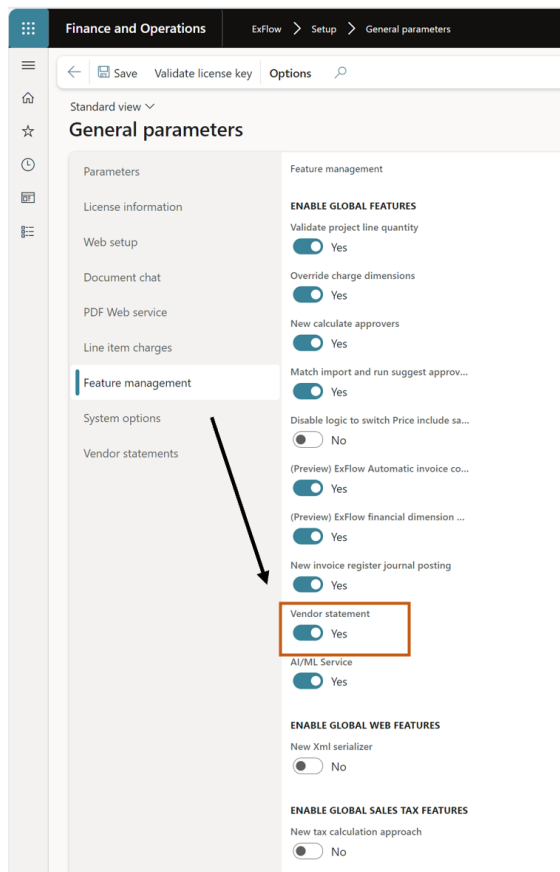 Finance and Operations
ExFlow > Setup > General parameters
Save Validate license key Options
Standard view
General parameters
Parameters
License information
Web setup
Document chat
PDF Web service
Line item charges
Feature management
System options
Vendor statements
Feature management
ENABLE GLOBAL FEATURES
Validate project line quantity
Yes
Override charge dimensions
Yes
New calculate approvers
Yes
Match import and run suggest approv...
Yes
Disable logic to switch Price include sa...
No
(Preview) ExFlow Automatic invoice co...
Yes
(Preview) ExFlow financial dimension ...
Yes
New invoice register journal posting
Yes
Vendor statement
Yes
AI/ML Service
Yes
ENABLE GLOBAL WEB FEATURES
New Xml serializer
No
ENABLE GLOBAL SALES TAX FEATURES
New tax calculation approach
No